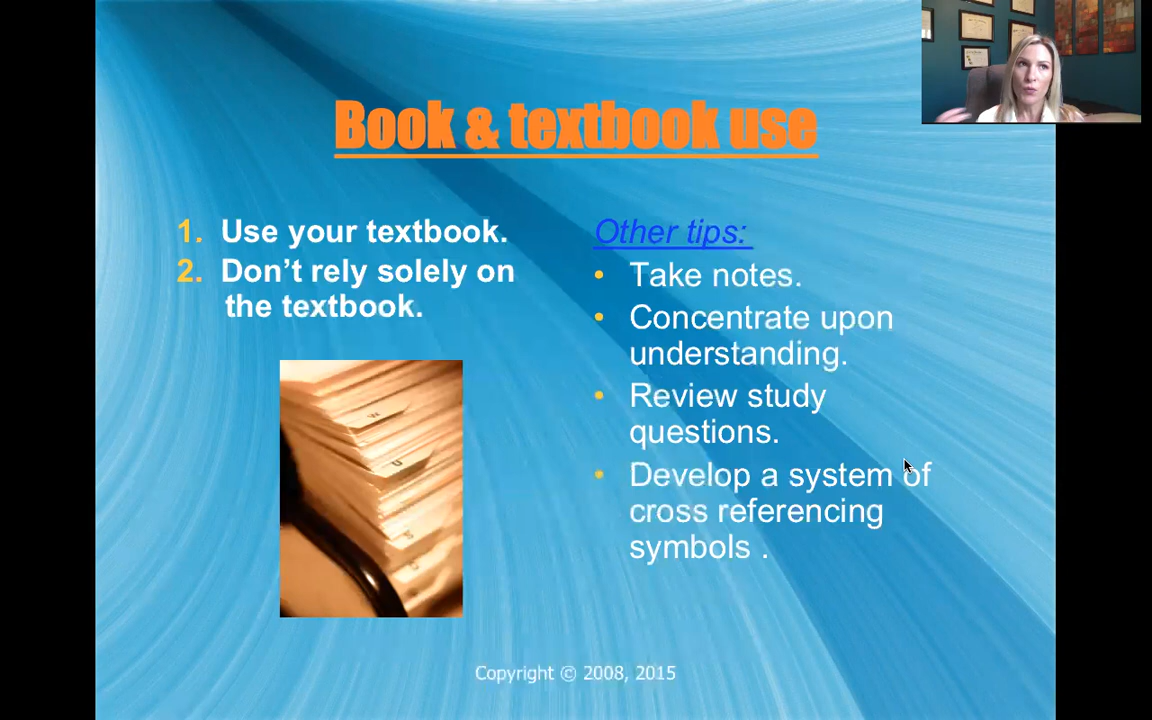 Book & textbook use
1. Use your textbook.
2. Don’t rely solely on
the textbook.
W
U
S
Other tips:
• Take notes.
• Concentrate upon
understanding.
• Review study
questions.
• Develop a system of
cross referencing
symbols .
Copyright © 2008, 2015